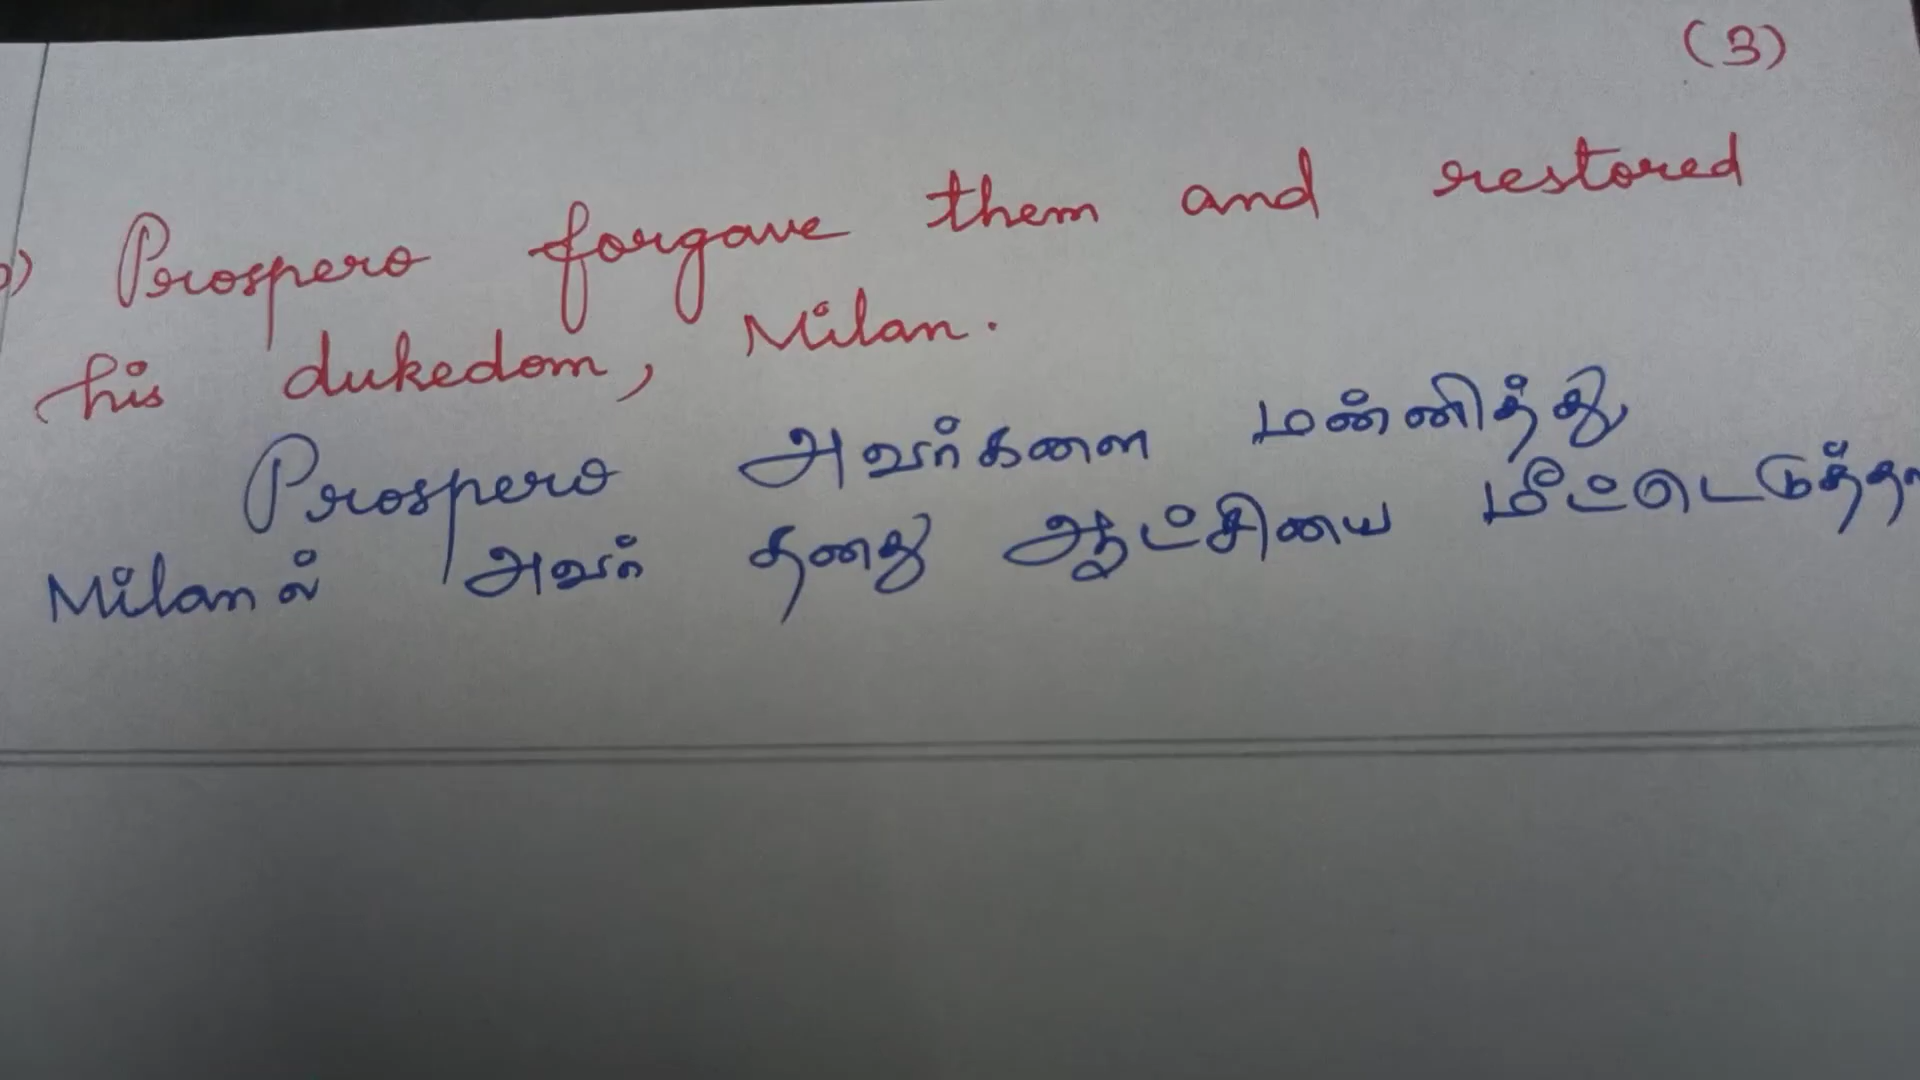 (3)
Prospero forgave them and restored
his dukedom, Milan.
Prospero அவர்களை மன்னித்து
Milanல் அவர் தனது ஆட்சியை